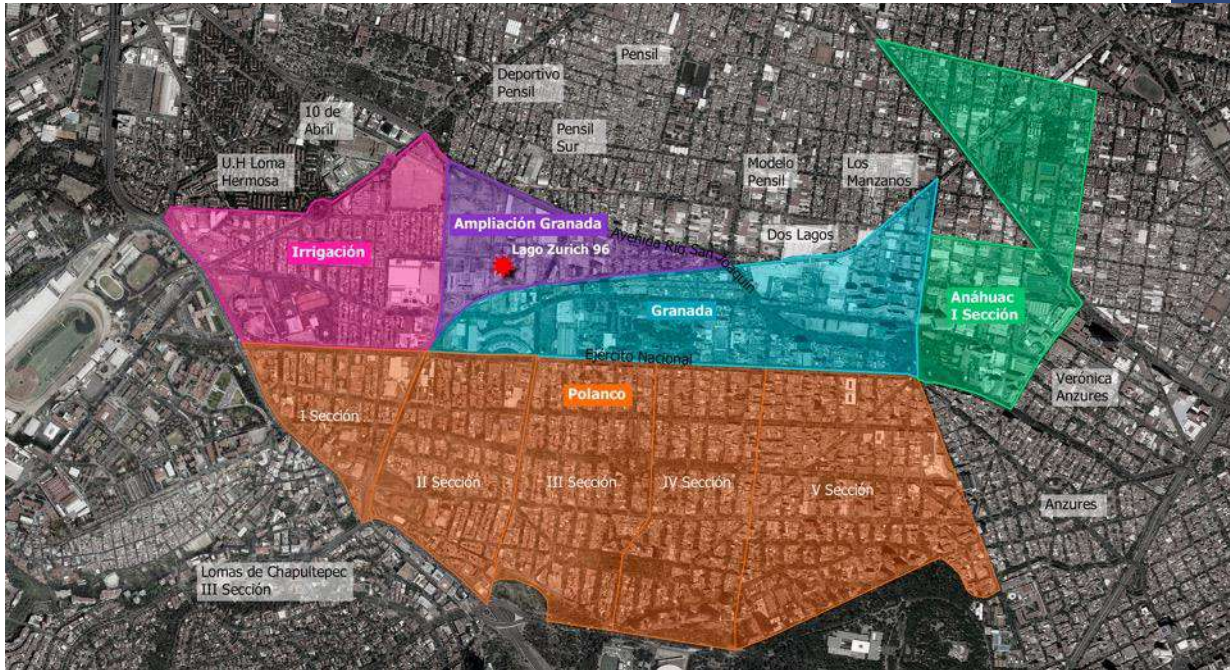 Pensil
Deportivo
Pensil
10 de
Abril
Pensil
Sur
U.H Loma
Hermosa
Modelo
Pensil
Los
Manzanos
Ampliación Granada
Lago Zurich 96
Irrigación
Avenida Rio San Joaquin
Dos Lagos
Granada
Anáhuac
I Sección
Ejército Nacional
Polanco
Verónica
Anzures
I Sección
II Sección
III Sección
IV Sección
V Sección
Anzures
Lomas de Chapultepec
III Sección